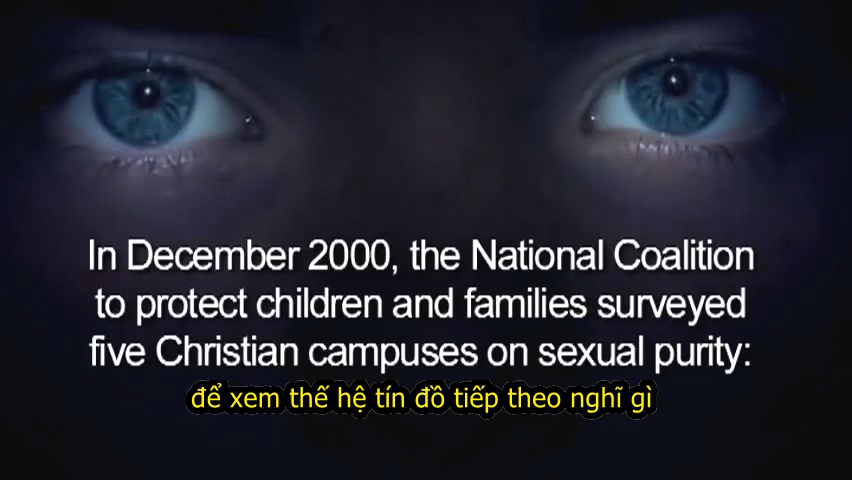 In December 2000, the National Coalition
to protect children and families surveyed
five Christian campuses on sexual purity:
để xem thế hệ tín đồ tiếp theo nghĩ gì